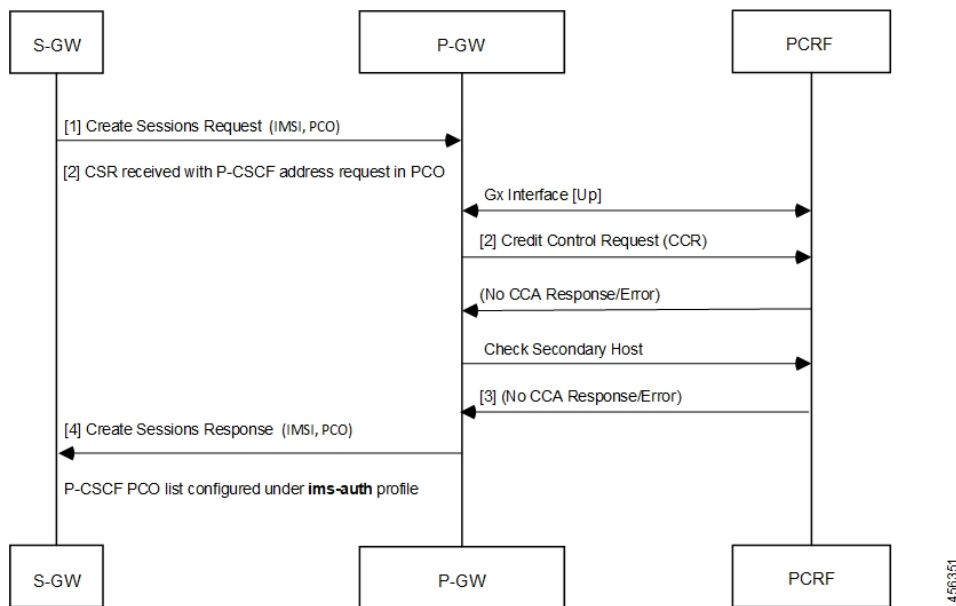 S-GW
P-GW
PCRF
[1] Create Sessions Request (IMSI, PCO)
[2] CSR received with P-CSCF address request in PCO
Gx Interface [Up]
[2] Credit Control Request (CCR)
(No CCA Response/Error)
Check Secondary Host
[3] (No CCA Response/Error)
[4] Create Sessions Response (IMSI, PCO)
P-CSCF PCO list configured under ims-auth profile
S-GW
P-GW
PCRF
456351